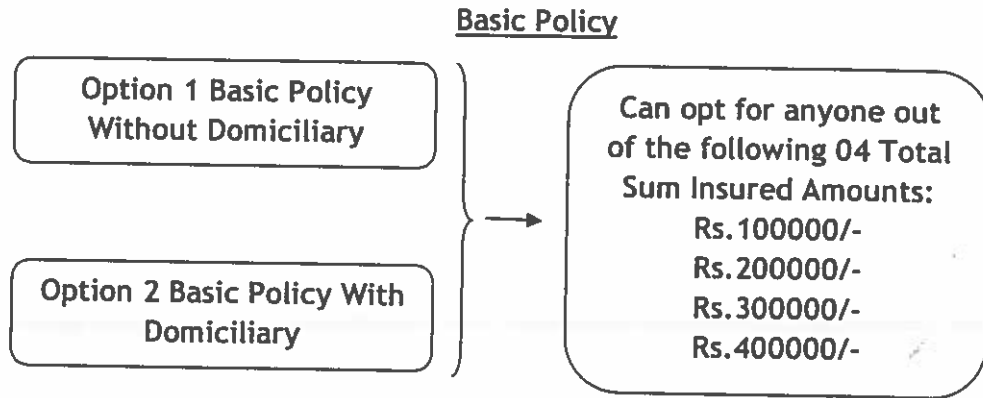 Basic Policy
Option 1 Basic Policy
Without Domiciliary
Option 2 Basic Policy With
Domiciliary
Can opt for anyone out
of the following 04 Total
Sum Insured Amounts:
Rs.100000/-
Rs.200000/-
Rs.300000/-
Rs.400000/-